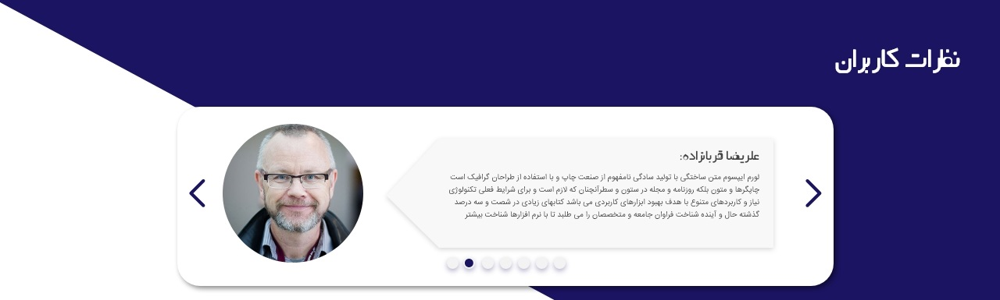 نظرات کاربران
علیرضا قربانزاده:
لورم ایپسوم متن ساختگی با تولید سادگی نامفهوم از صنعت چاپ و با استفاده از طراحان گرافیک است
چاپگرها و متون بلکه روزنامه و مجله در ستون و سطرآنچنان که لازم است و برای شرایط فعلی تکنولوژی
نیاز و کاربردهای متنوع با هدف بهبود ابزارهای کاربردی می باشد کتابهای زیادی در شصت و سه درصد
گذشته حال و آینده شناخت فراوان جامعه و متخصصان را می طلبد تا با نرم افزارها شناخت بیشتر